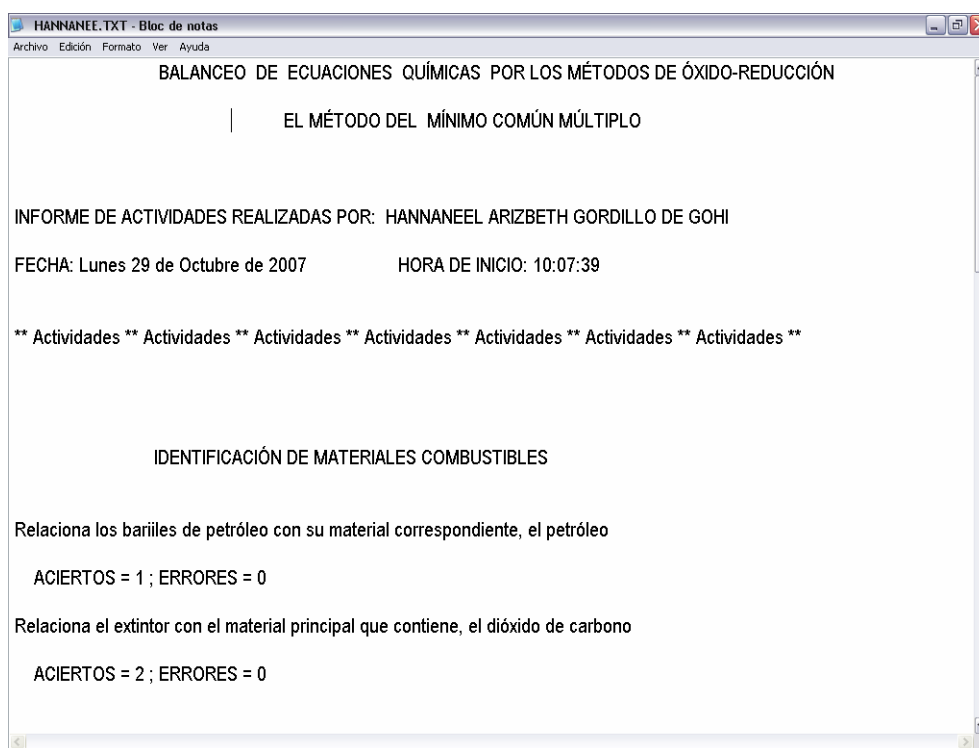 HANNANEE.TXT - Bloc de notas
Archivo Edición Formato Ver Ayuda
BALANCEO DE ECUACIONES QUÍMICAS POR LOS MÉTODOS DE ÓXIDO-REDUCCIÓN
EL MÉTODO DEL MÍNIMO COMÚN MÚLTIPLO
INFORME DE ACTIVIDADES REALIZADAS POR: HANNANEEL ARIZBETH GORDILLO DE GOHI
FECHA: Lunes 29 de Octubre de 2007 HORA DE INICIO: 10:07:39
** Actividades ** Actividades ** Actividades ** Actividades ** Actividades ** Actividades ** Actividades **
IDENTIFICACIÓN DE MATERIALES COMBUSTIBLES
Relaciona los bariiles de petróleo con su material correspondiente, el petróleo
ACIERTOS = 1 ; ERRORES = 0
Relaciona el extintor con el material principal que contiene, el dióxido de carbono
ACIERTOS = 2 ; ERRORES = 0